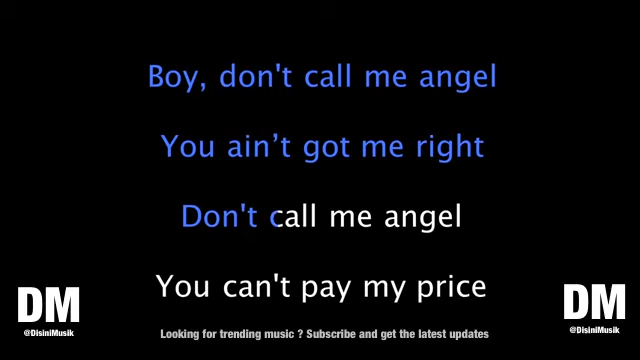 Boy, don't call me angel
You ain’t got me right
Don't call me angel
You can't pay my price
DM
@DisiniMusik
Looking for trending music ? Subscribe and get the latest updates
DM
@DisiniMusik